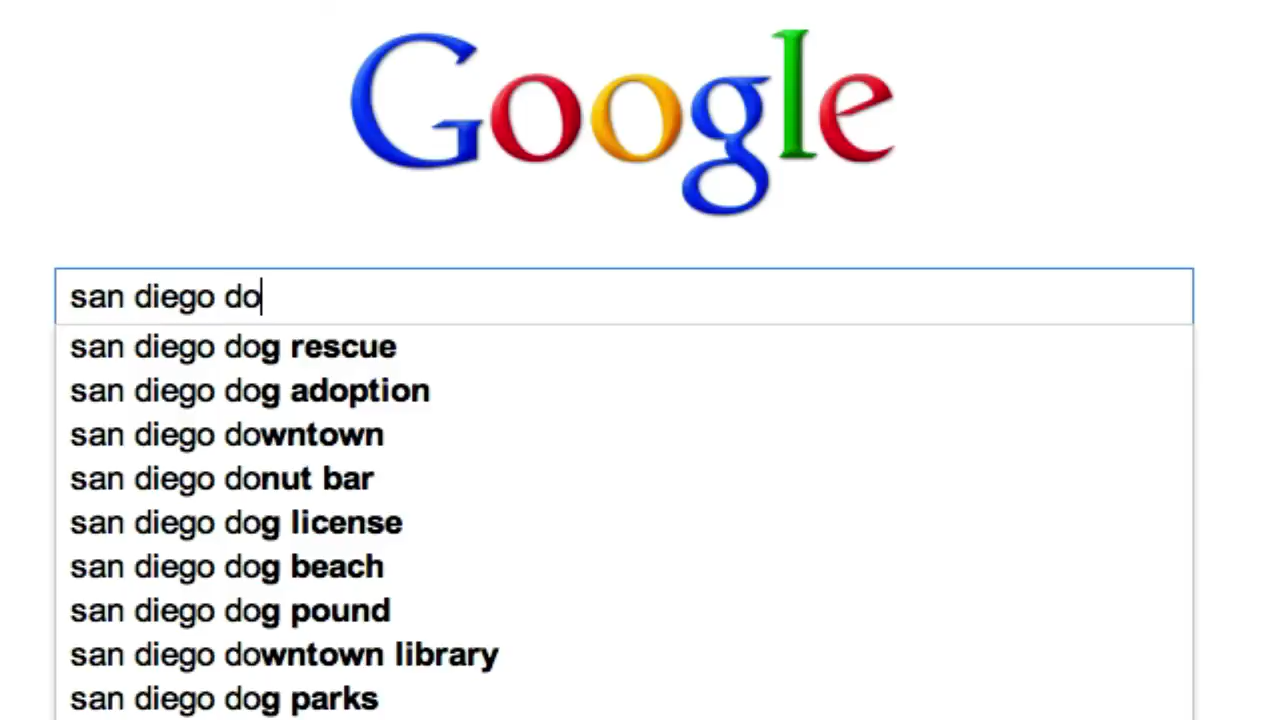 Google
san diego do
san diego dog rescue
san diego dog adoption
san diego downtown
san diego donut bar
san diego dog license
san diego dog beach
san diego dog pound
san diego downtown library
san diego dog parks